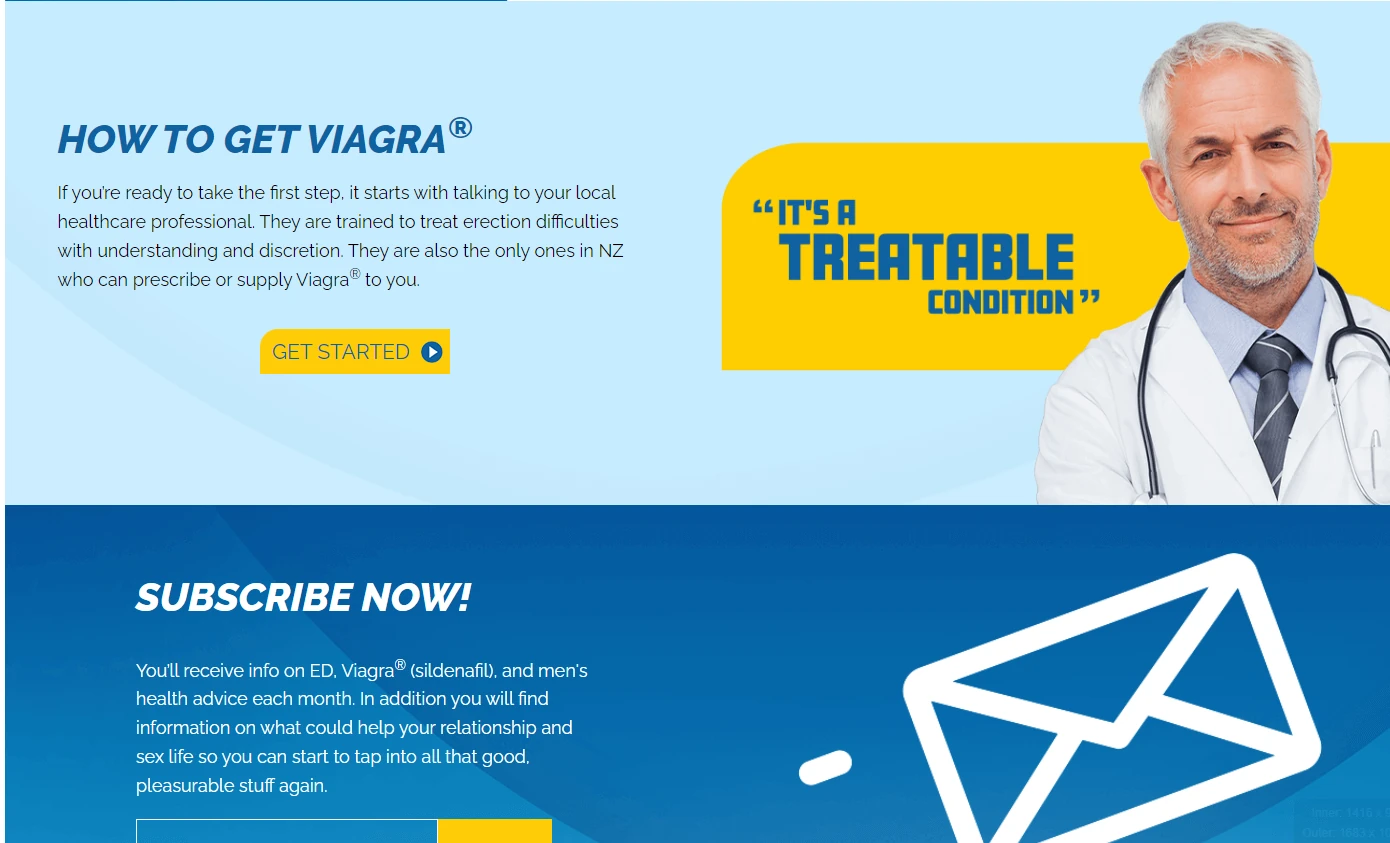 HOW TO GET VIAGRA®
If you're ready to take the first step, it starts with talking to your local
healthcare professional. They are trained to treat erection difficulties
with understanding and discretion. They are also the only ones in NZ
who can prescribe or supply Viagra® to you.
GET STARTED
“IT'S A
TREATABLE
CONDITION”
SUBSCRIBE NOW!
You'll receive info on ED, Viagra® (sildenafil), and men's
health advice each month. In addition you will find
information on what could help your relationship and
sex life so you can start to tap into all that good,
pleasurable stuff again.
Inner: 1416 x
Outer: 1683 x